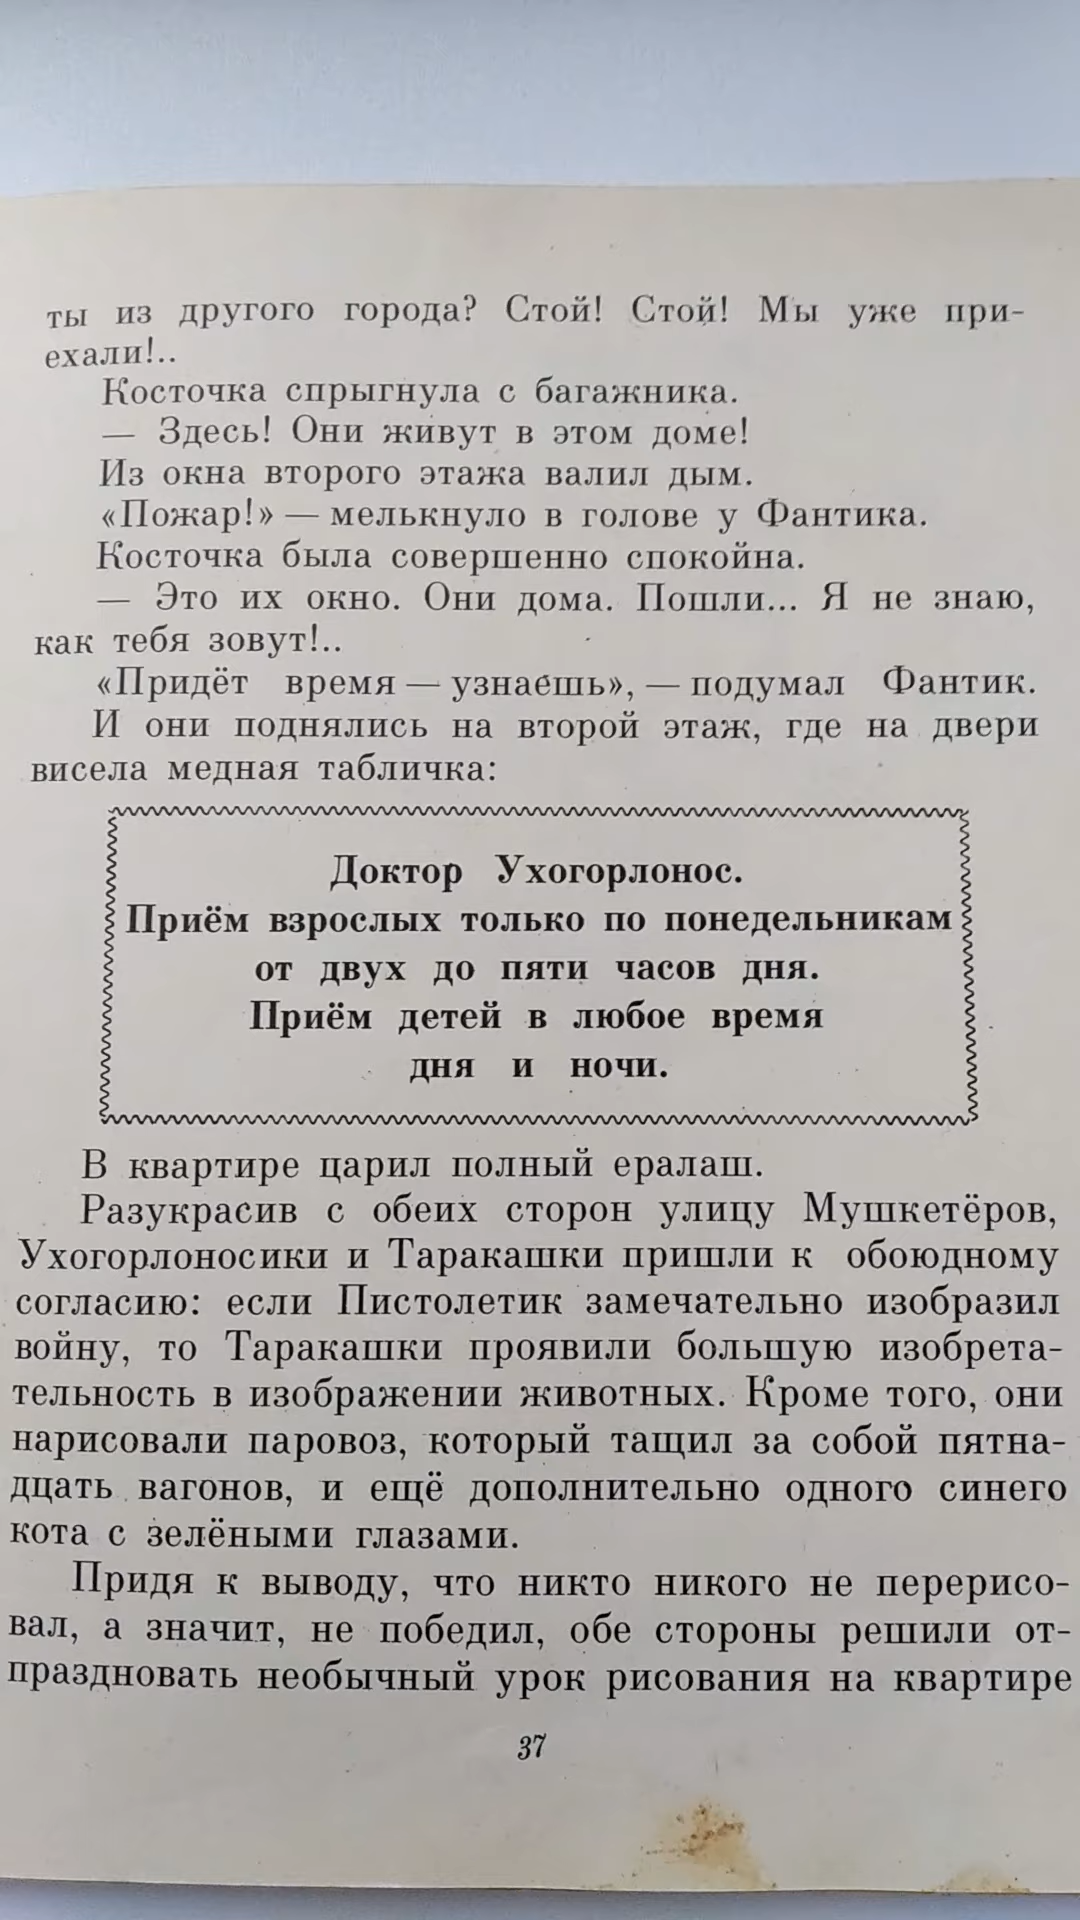 ты из другого города? Стой! Стой! Мы уже при-
ехали!..
Косточка спрыгнула с багажника.
— Здесь! Они живут в этом доме!
Из окна второго этажа валил дым.
«Пожар!» — мелькнуло в голове у Фантика.
Косточка была совершенно спокойна.
— Это их окно. Они дома. Пошли... Я не знаю,
как тебя зовут!..
«Придёт время — узнаешь», — подумал Фантик.
И они поднялись на второй этаж, где на двери
висела медная табличка:
Доктор Ухогорлонос.
Приём взрослых только по понедельникам
от двух до пяти часов дня.
Приём детей в любое время
дня и ночи.
В квартире царил полный ералаш.
Разукрасив с обеих сторон улицу Мушкетёров,
Ухогорлоносики и Таракашки пришли к обоюдному
согласию: если Пистолетик замечательно изобразил
войну, то Таракашки проявили большую изобрета-
тельность в изображении животных. Кроме того, они
нарисовали паровоз, который тащил за собой пятна-
дцать вагонов, и ещё дополнительно одного синего
кота с зелёными глазами.
Придя к выводу, что никто никого не перерисо-
вал, а значит, не победил, обе стороны решили от-
праздновать необычный урок рисования на квартире
37